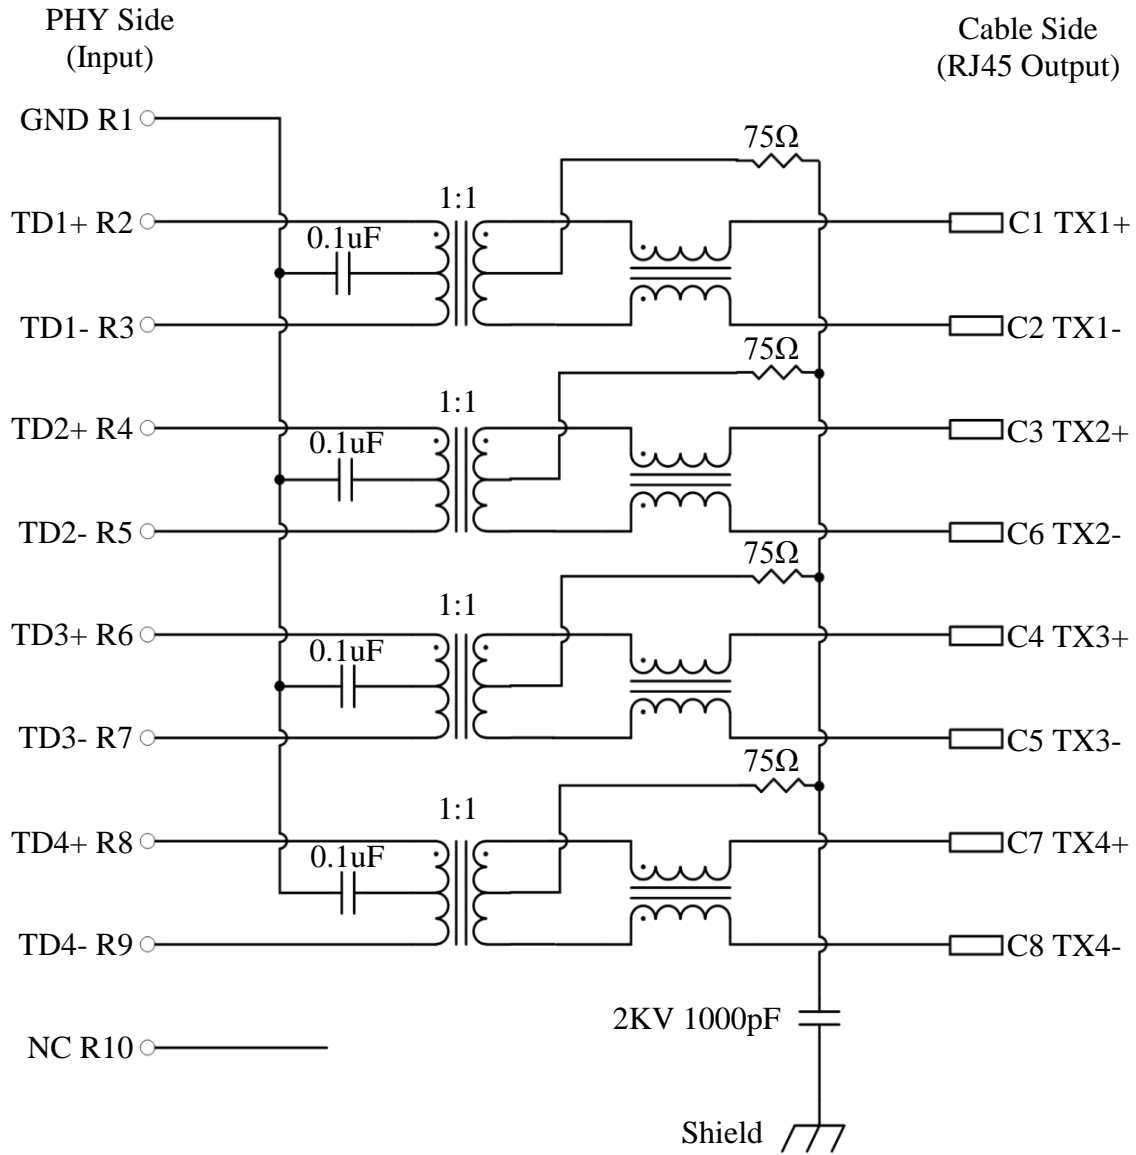 PHY Side
(Input)
Cable Side
(RJ45 Output)
GND R1
75Ω
1:1
TD1+ R2
C1 TX1+
0.1uF
TD1- R3
C2 TX1-
75Ω
1:1
TD2+ R4
C3 TX2+
0.1uF
TD2- R5
C6 TX2-
75Ω
1:1
TD3+ R6
C4 TX3+
0.1uF
TD3- R7
C5 TX3-
75Ω
1:1
TD4+ R8
C7 TX4+
0.1uF
TD4- R9
C8 TX4-
2KV 1000pF
NC R10
Shield